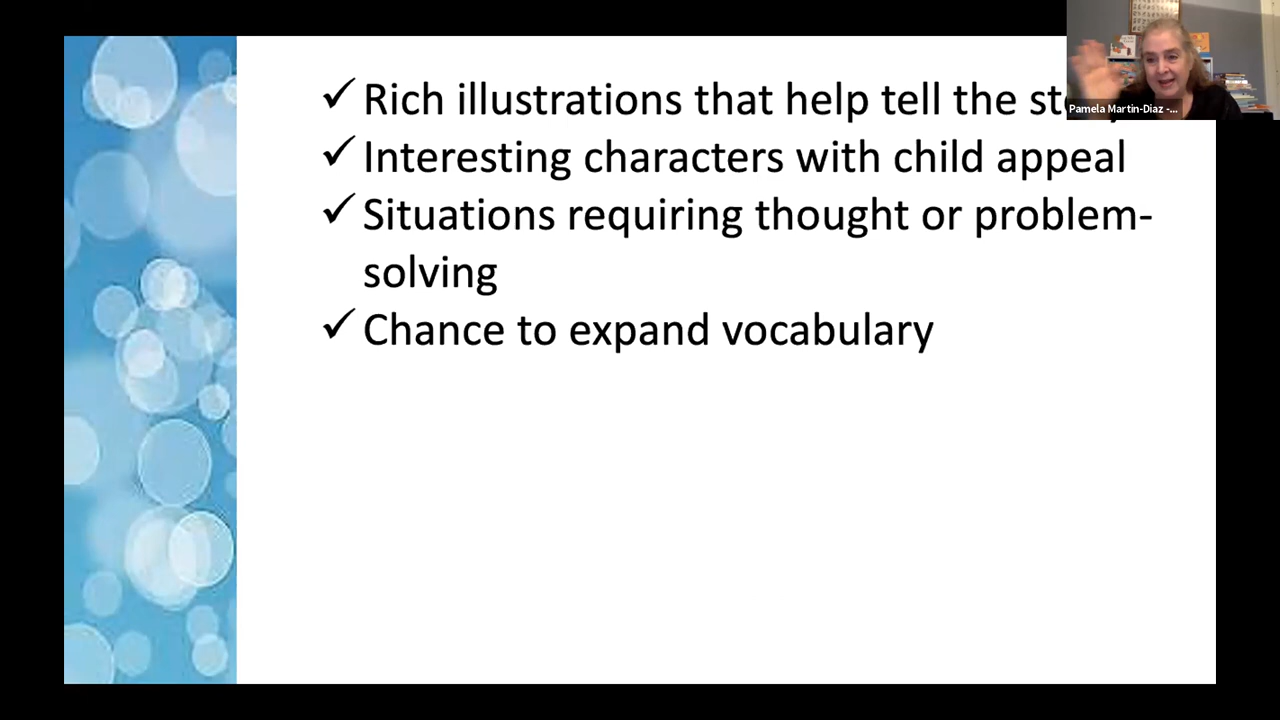 ✓ Rich illustrations that help tell the
✓ Interesting characters with child appeal
✓ Situations requiring thought or problem-
solving
✓ Chance to expand vocabulary
Pamela Martin-Diaz -...